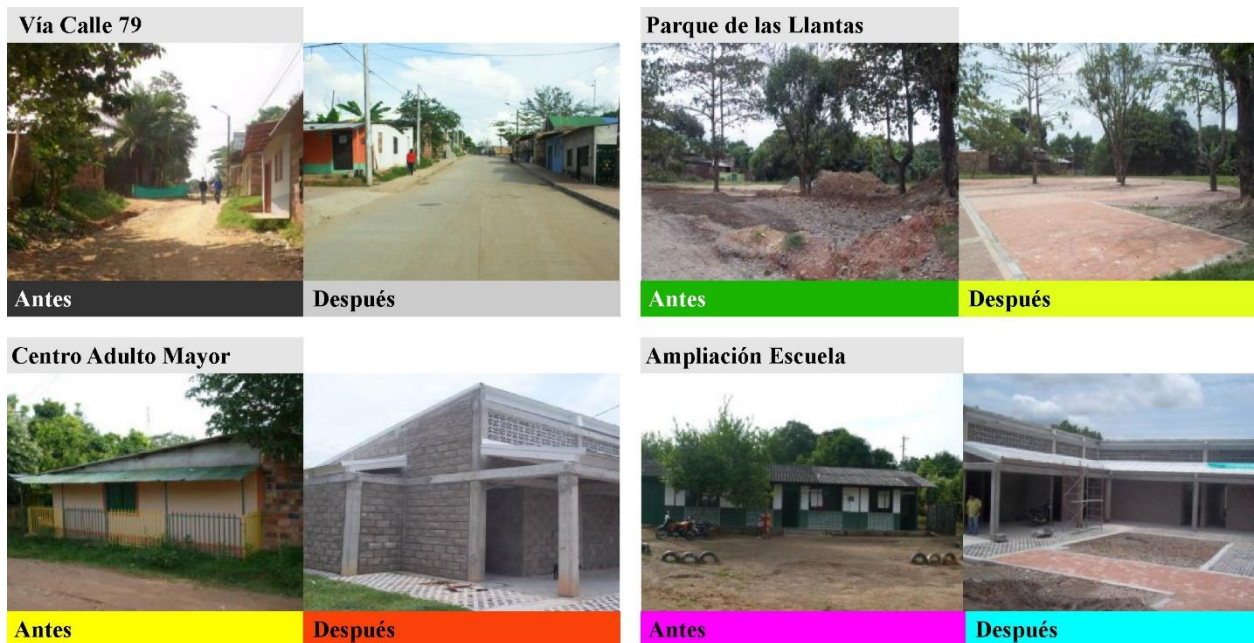 Vía Calle 79
Antes
Después
Parque de las Llantas
Antes
Después
Centro Adulto Mayor
Antes
Después
Ampliación Escuela
Antes
Después